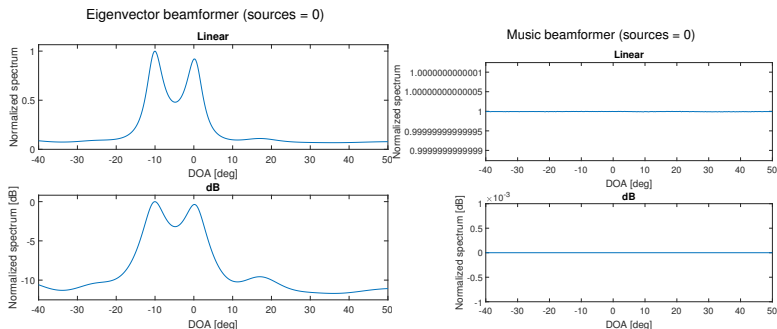 Eigenvector beamformer (sources = 0)
Linear
Normalized spectrum
1
0.5
0
-40 -30 -20 -10 0 10 20 30 40 50
DOA [deg]
dB
Normalized spectrum [dB]
0
-5
-10
-40 -30 -20 -10 0 10 20 30 40 50
DOA [deg]
Music beamformer (sources = 0)
Linear
Normalized spectrum
1.0000000000001
1.00000000000005
1
0.99999999999995
0.9999999999999
-40 -30 -20 -10 0 10 20 30 40 50
DOA [deg]
×10⁻³
dB
Normalized spectrum [dB]
1
0.5
0
-0.5
-1
-40 -30 -20 -10 0 10 20 30 40 50
DOA [deg]